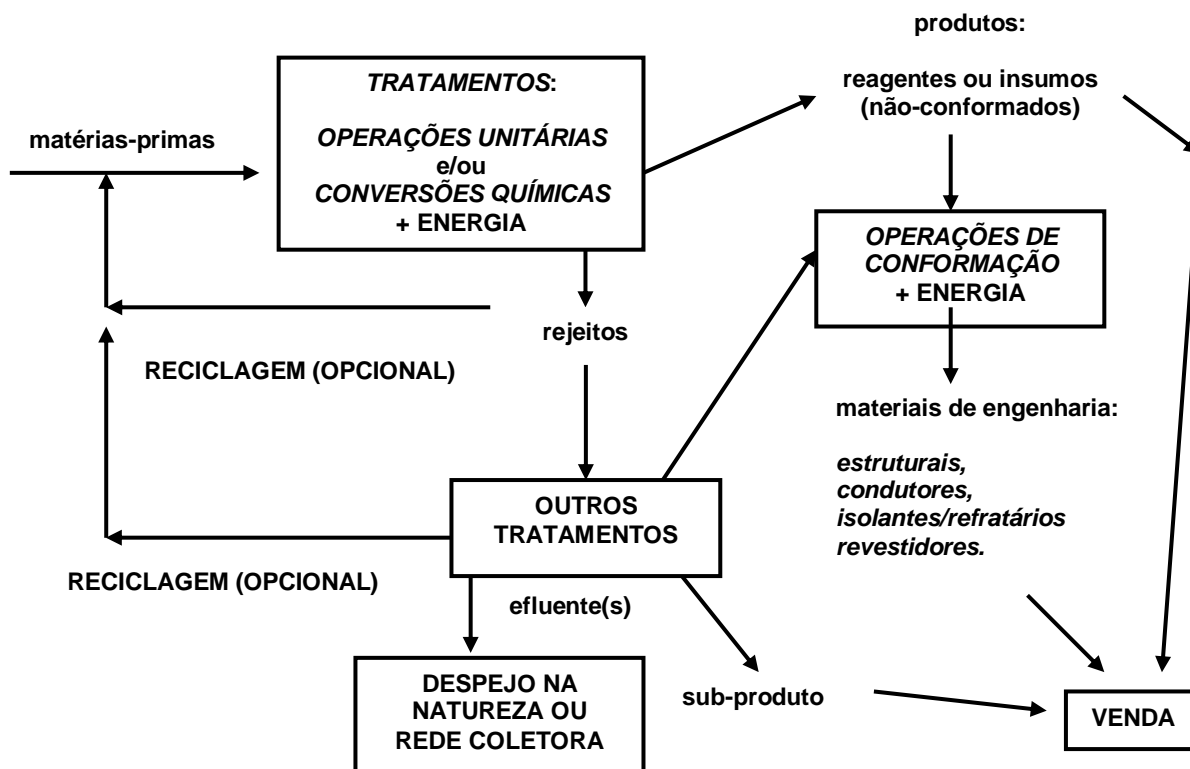 produtos:
reagentes ou insumos
(não-conformados)
TRATAMENTOS:
OPERAÇÕES UNITÁRIAS
e/ou
CONVERSÕES QUÍMICAS
+ ENERGIA
matérias-primas
OPERAÇÕES DE
CONFORMAÇÃO
+ ENERGIA
rejeitos
RECICLAGEM (OPCIONAL)
materiais de engenharia:
estruturais,
condutores,
isolantes/refratários
revestidores.
OUTROS
TRATAMENTOS
RECICLAGEM (OPCIONAL)
efluente(s)
DESPEJO NA
NATUREZA OU
REDE COLETORA
sub-produto
VENDA